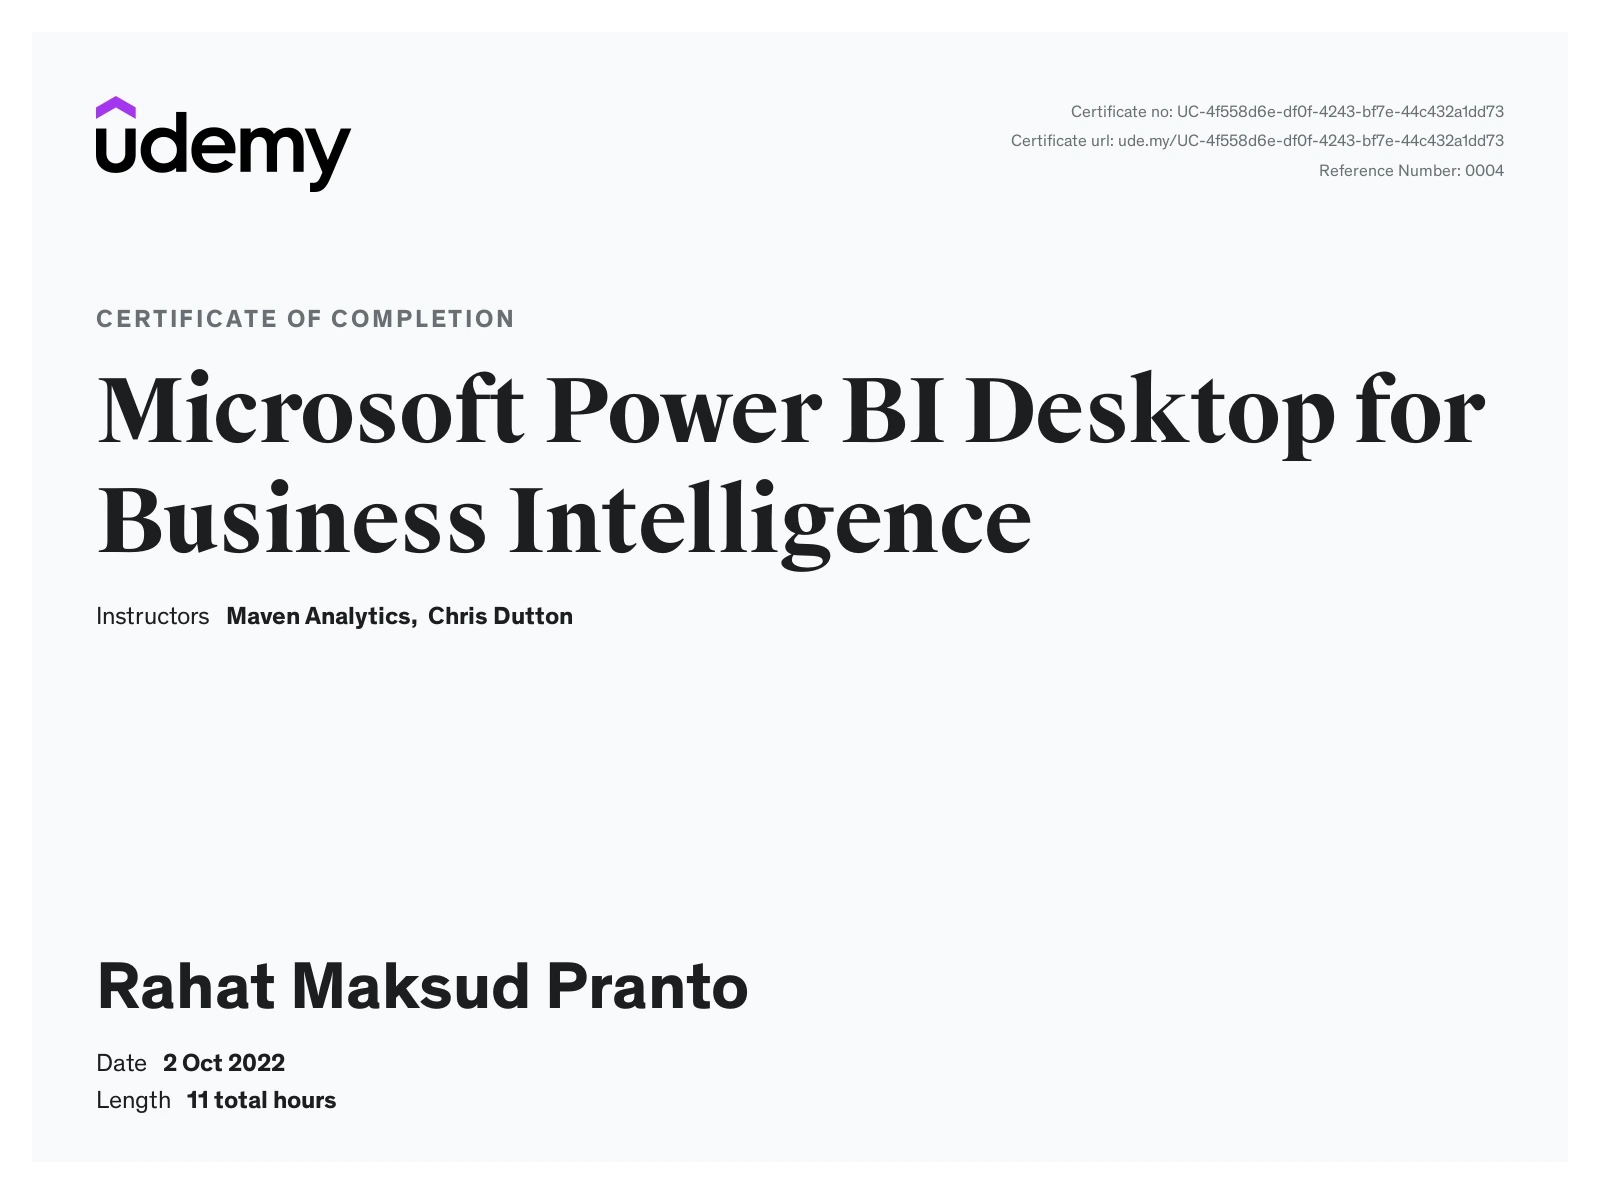 udemy
Certificate no: UC-4f558d6e-df0f-4243-bf7e-44c432a1dd73
Certificate url: ude.my/UC-4f558d6e-df0f-4243-bf7e-44c432a1dd73
Reference Number: 0004
CERTIFICATE OF COMPLETION
Microsoft Power BI Desktop for
Business Intelligence
Instructors Maven Analytics, Chris Dutton
Rahat Maksud Pranto
Date 2 Oct 2022
Length 11 total hours